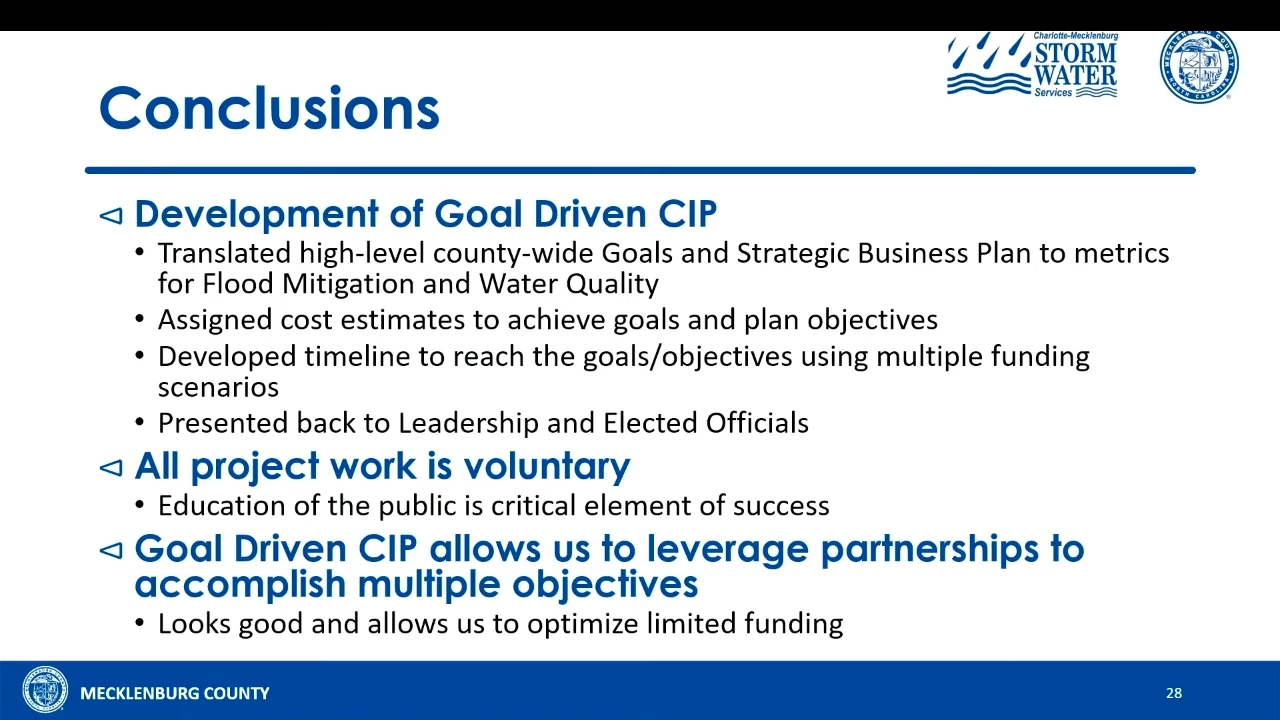 Charlotte-Mecklenburg
STORM
WATER
Services
Conclusions
Development of Goal Driven CIP
• Translated high-level county-wide Goals and Strategic Business Plan to metrics
for Flood Mitigation and Water Quality
• Assigned cost estimates to achieve goals and plan objectives
• Developed timeline to reach the goals/objectives using multiple funding
scenarios
• Presented back to Leadership and Elected Officials
All project work is voluntary
• Education of the public is critical element of success
Goal Driven CIP allows us to leverage partnerships to
accomplish multiple objectives
• Looks good and allows us to optimize limited funding
MECKLENBURG COUNTY
28